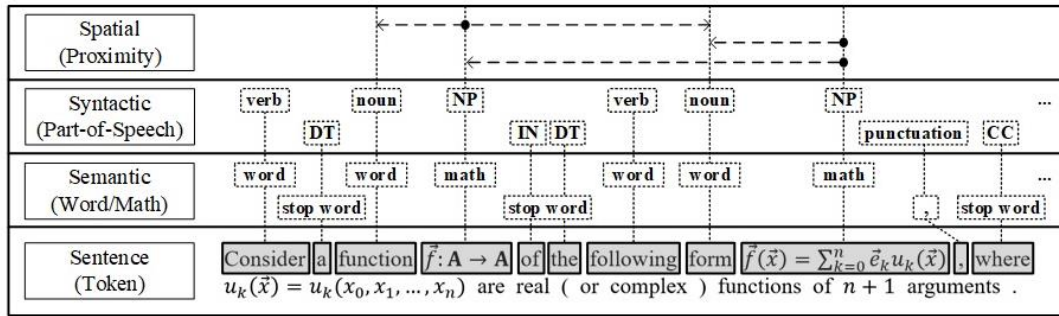 Spatial
(Proximity)
Syntactic
(Part-of-Speech)
verb noun NP verb noun NP ...
DT IN DT punctuation CC
Semantic
(Word/Math)
word word math word word math ...
stop word stop word , stop word
Sentence
(Token)
Consider a function f⃗: A → A of the following form f⃗(x⃗) = ∑ⁿₖ₌₀ e⃗ₖuₖ(x⃗) , where
uₖ(x⃗) = uₖ(x₀, x₁, ..., xₙ) are real ( or complex ) functions of n + 1 arguments .